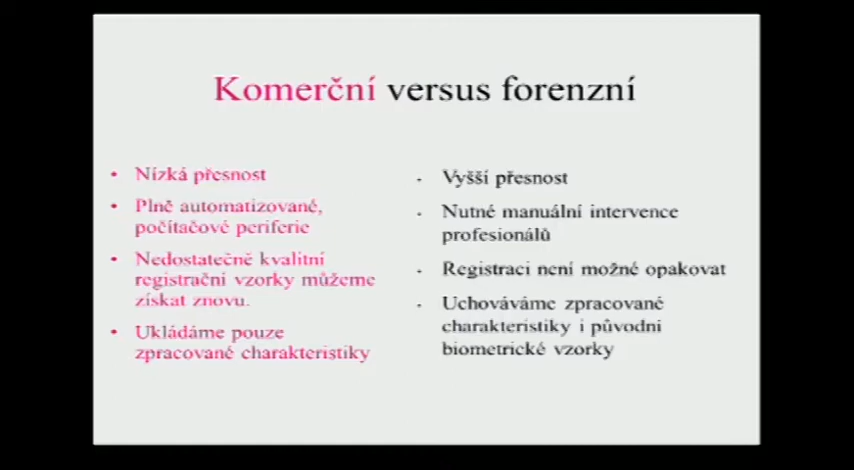 Komerční versus forenzní
• Nízká přesnost
• Plně automatizované,
počítačové periferie
• Nedostatečně kvalitní
registrační vzorky můžeme
získat znovu.
• Ukládáme pouze
zpracované charakteristiky
- Vyšší přesnost
- Nutné manuální intervence
profesionálů
- Registraci není možné opakovat
- Uchováváme zpracované
charakteristiky i původní
biometrické vzorky